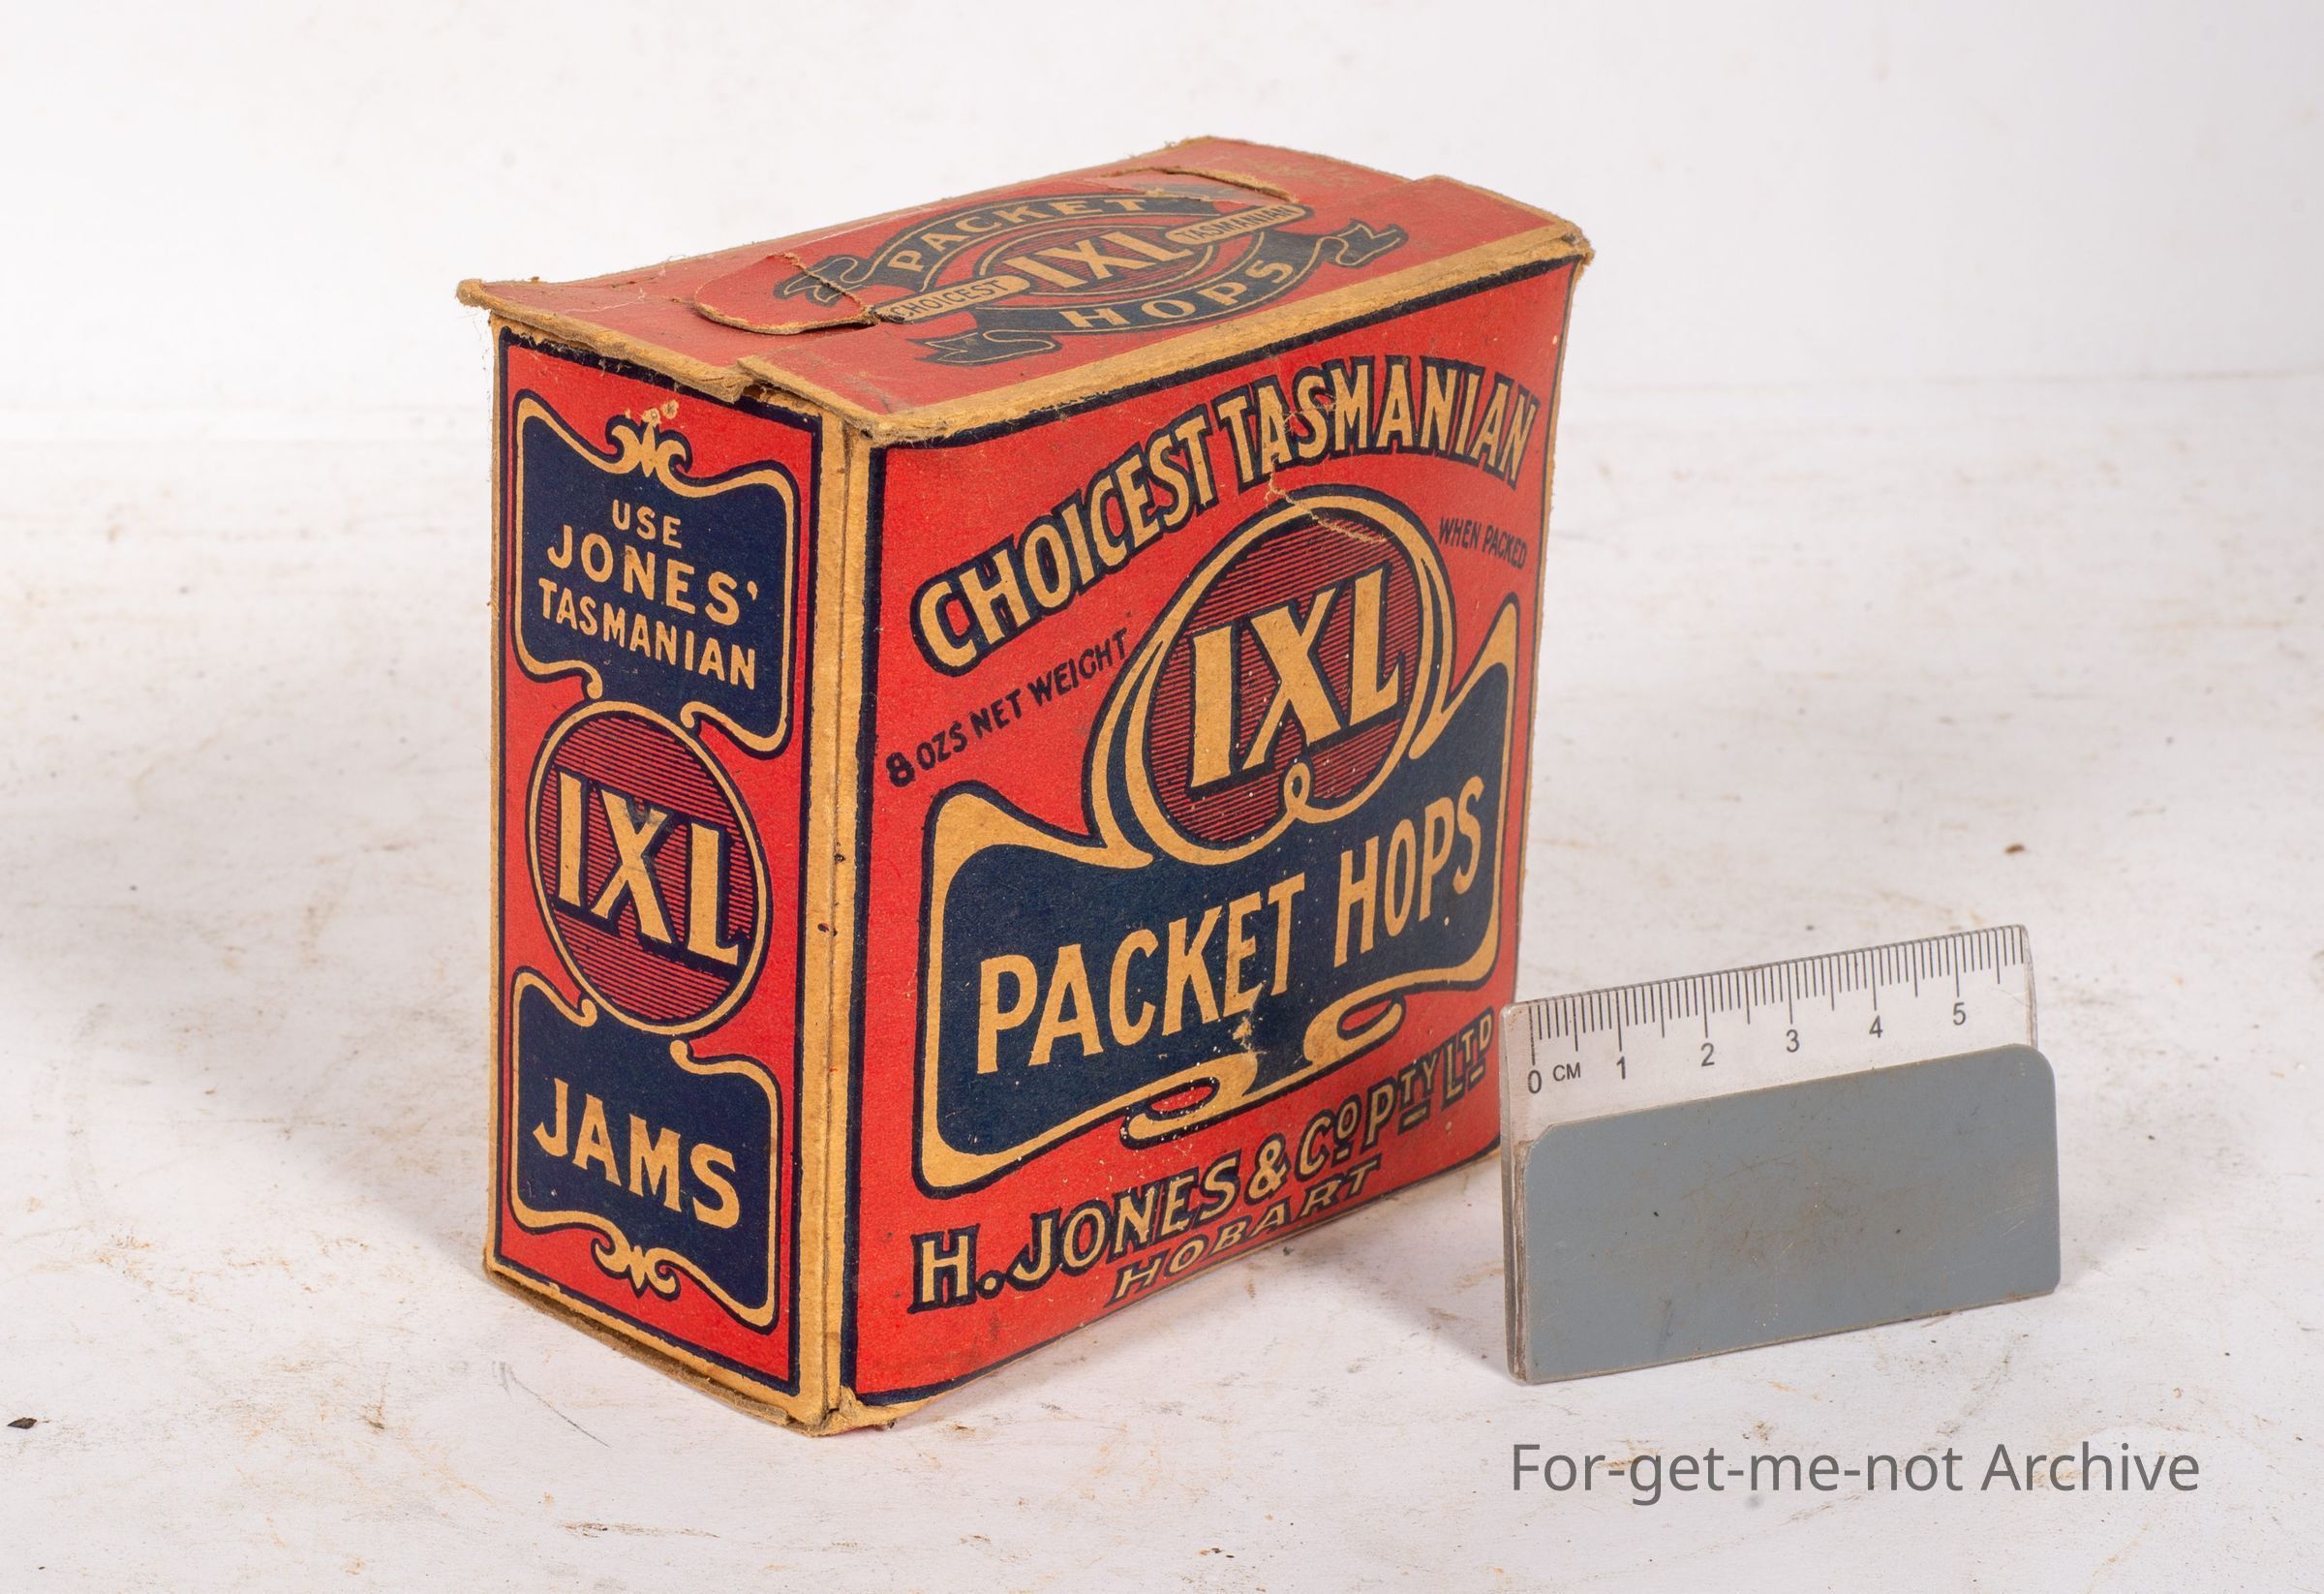 PACKET
CHOICEST IXL TASMANIAN
HOPS
USE
JONES'
TASMANIAN
IXL
JAMS
CHOICEST TASMANIAN
8 OZS NET WEIGHT WHEN PACKED
IXL
PACKET HOPS
H. JONES & Co PTY LTD
HOBART
0 CM 1 2 3 4 5
For-get-me-not Archive